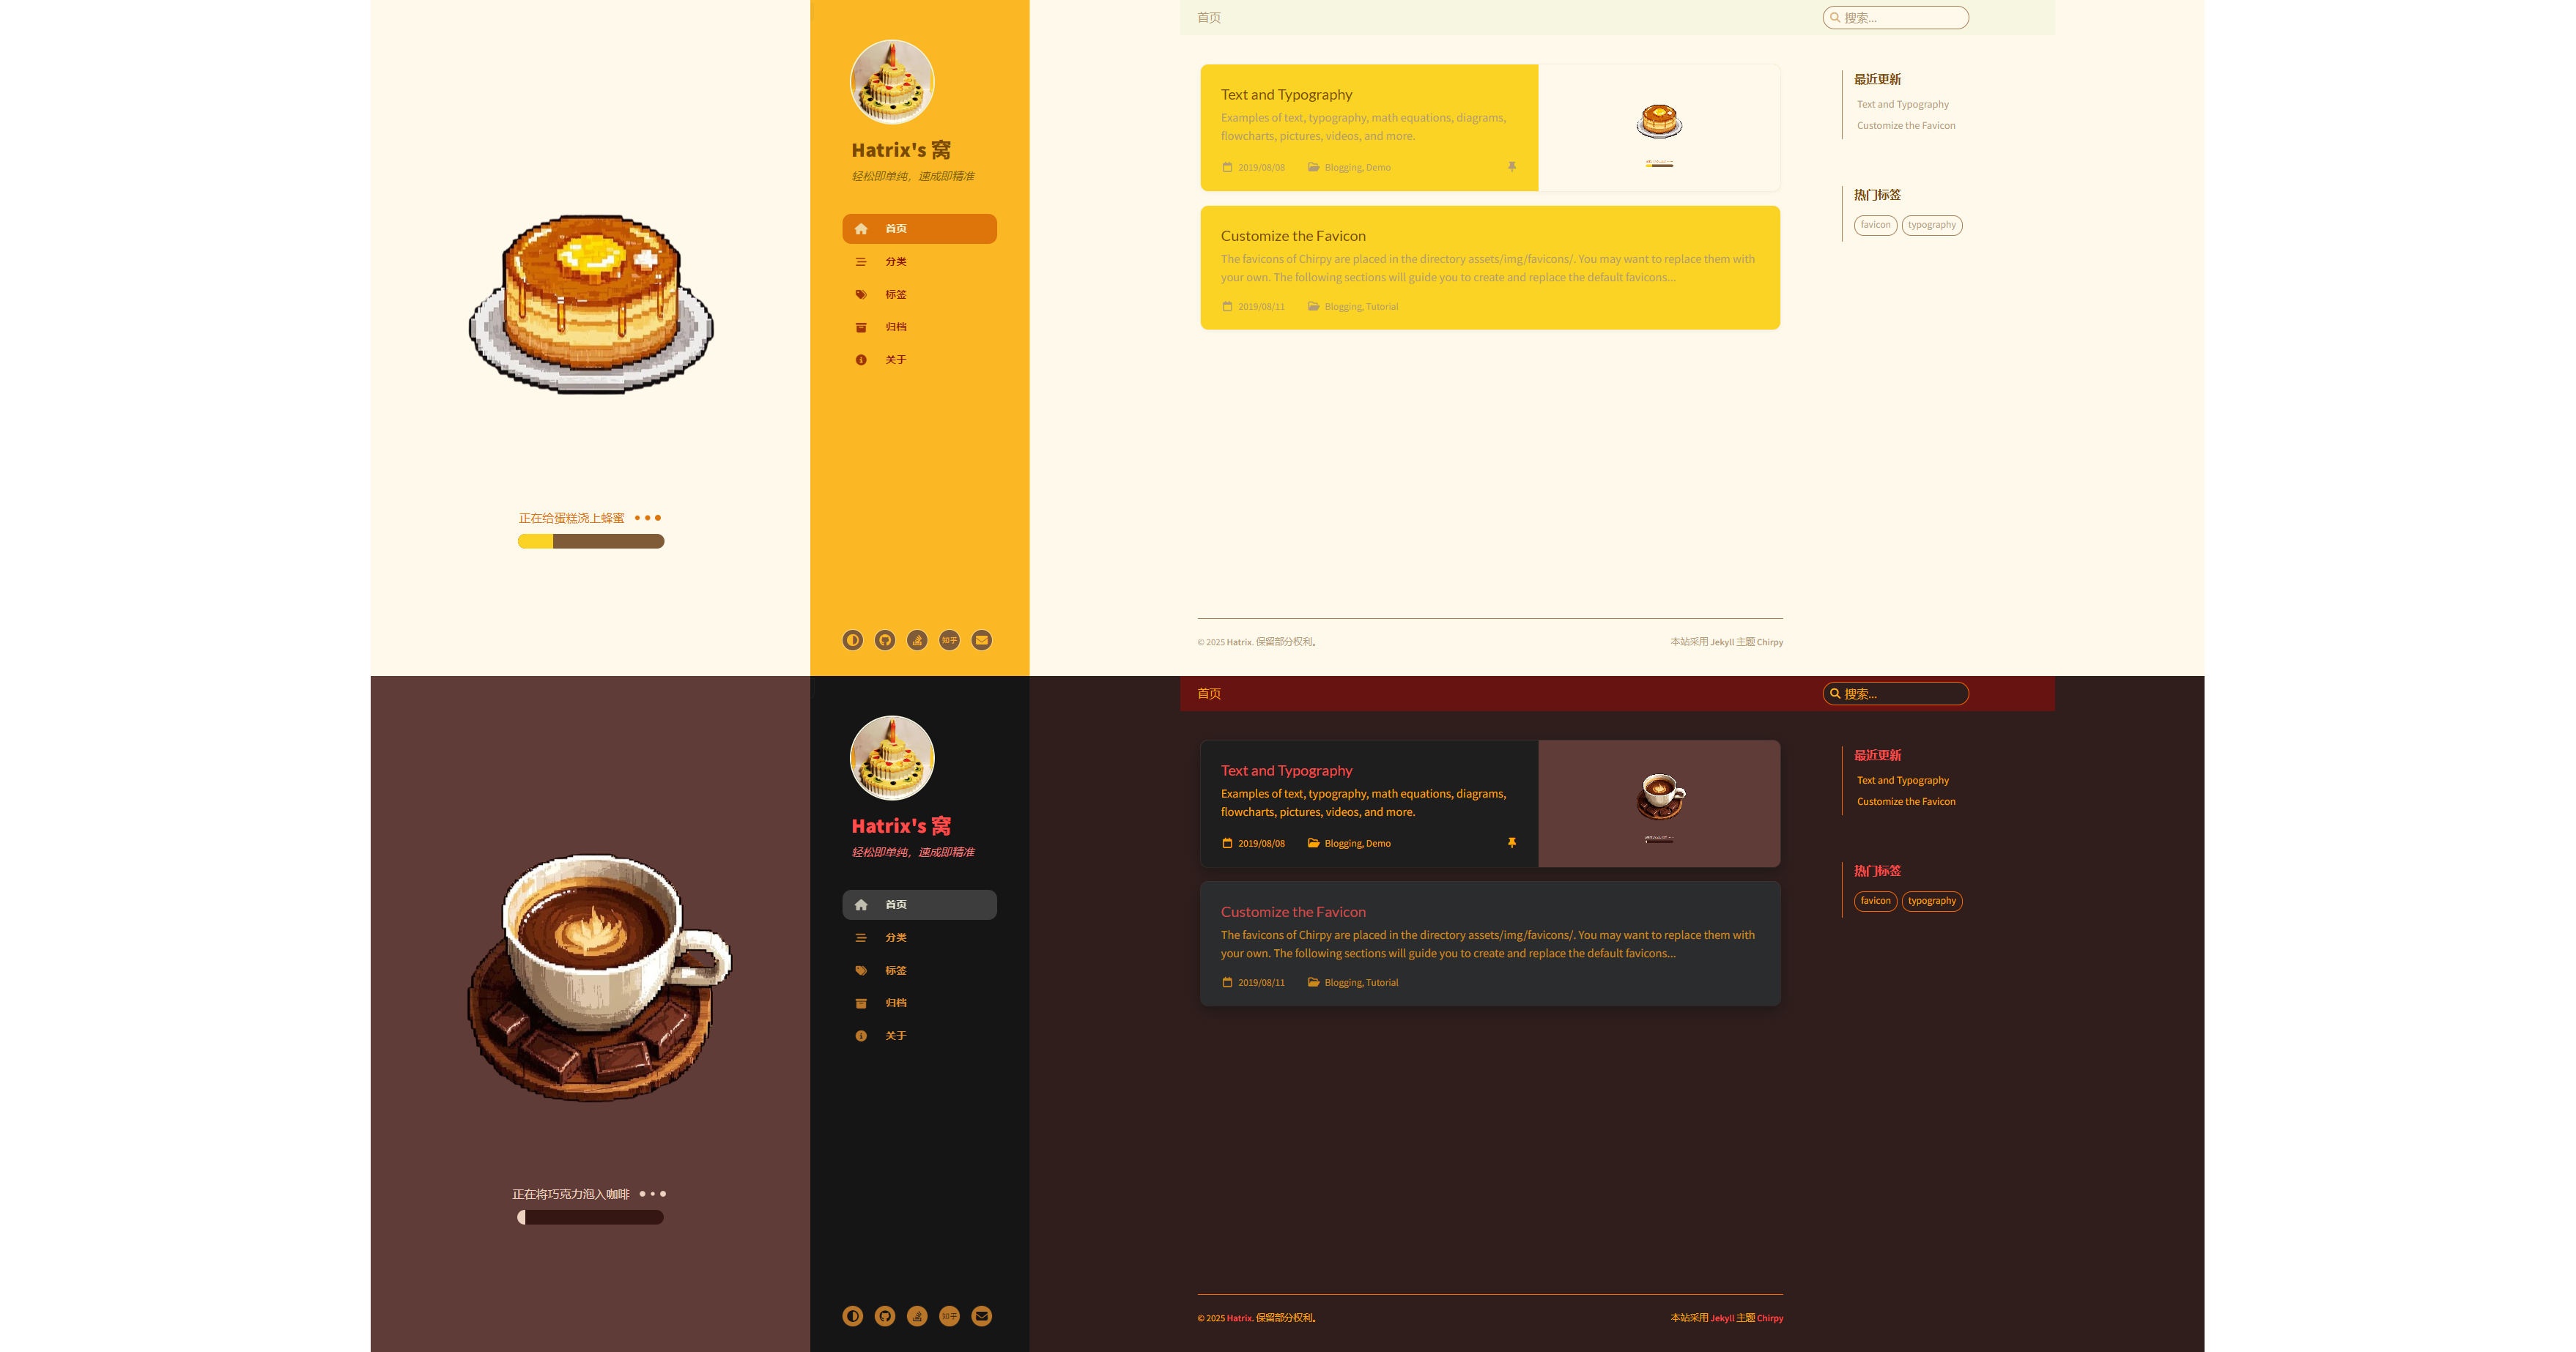 正在给蛋糕浇上蜂蜜
Hatrix's 窝
轻松即单纯，速成即精准
首页
分类
标签
归档
关于
知乎
首页
搜索...
Text and Typography
Examples of text, typography, math equations, diagrams,
flowcharts, pictures, videos, and more.
2019/08/08 Blogging, Demo
Customize the Favicon
The favicons of Chirpy are placed in the directory assets/img/favicons/. You may want to replace them with
your own. The following sections will guide you to create and replace the default favicons...
2019/08/11 Blogging, Tutorial
最近更新
Text and Typography
Customize the Favicon
热门标签
favicon typography
© 2025 Hatrix. 保留部分权利。
本站采用 Jekyll 主题 Chirpy
正在将巧克力泡入咖啡
Hatrix's 窝
轻松即单纯，速成即精准
首页
分类
标签
归档
关于
知乎
首页
搜索...
Text and Typography
Examples of text, typography, math equations, diagrams,
flowcharts, pictures, videos, and more.
2019/08/08 Blogging, Demo
Customize the Favicon
The favicons of Chirpy are placed in the directory assets/img/favicons/. You may want to replace them with
your own. The following sections will guide you to create and replace the default favicons...
2019/08/11 Blogging, Tutorial
最近更新
Text and Typography
Customize the Favicon
热门标签
favicon typography
© 2025 Hatrix. 保留部分权利。
本站采用 Jekyll 主题 Chirpy